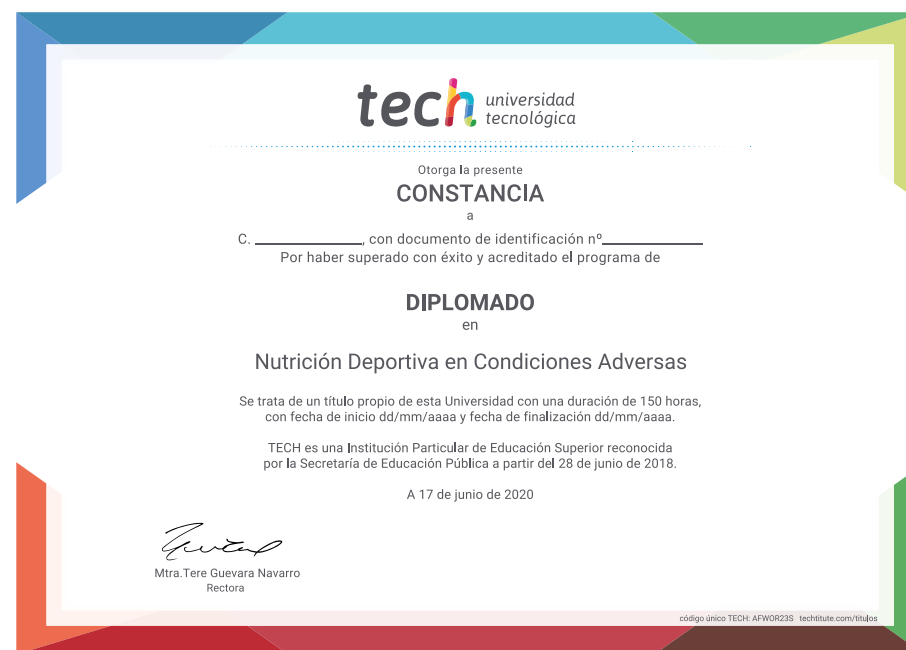 tech universidad
tecnológica
Otorga la presente
CONSTANCIA
a
C. ______________, con documento de identificación nº_____________
Por haber superado con éxito y acreditado el programa de
DIPLOMADO
en
Nutrición Deportiva en Condiciones Adversas
Se trata de un título propio de esta Universidad con una duración de 150 horas,
con fecha de inicio dd/mm/aaaa y fecha de finalización dd/mm/aaaa.
TECH es una Institución Particular de Educación Superior reconocida
por la Secretaría de Educación Pública a partir del 28 de junio de 2018.
A 17 de junio de 2020
Mtra.Tere Guevara Navarro
Rectora
código único TECH: AFWOR23S techtitute.com/titulos